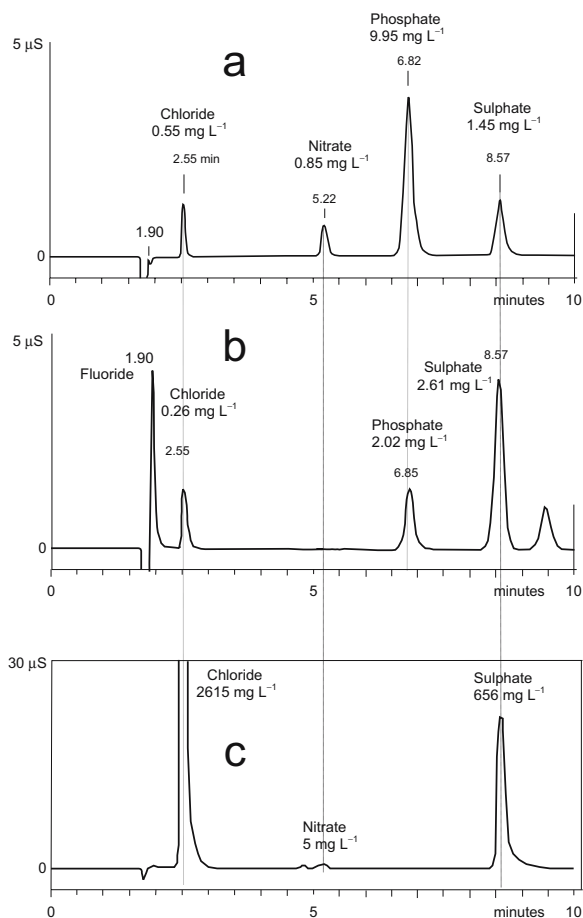 5 µS
a
Phosphate
9.95 mg L⁻¹
6.82
Chloride
0.55 mg L⁻¹
2.55 min
Nitrate
0.85 mg L⁻¹
5.22
Sulphate
1.45 mg L⁻¹
8.57
1.90
0
0 5 minutes 10
5 µS
b
1.90
Fluoride
Chloride
0.26 mg L⁻¹
2.55
Phosphate
2.02 mg L⁻¹
6.85
Sulphate
2.61 mg L⁻¹
8.57
0
0 5 minutes 10
30 µS
Chloride
2615 mg L⁻¹
c
Nitrate
5 mg L⁻¹
Sulphate
656 mg L⁻¹
0
0 5 minutes 10